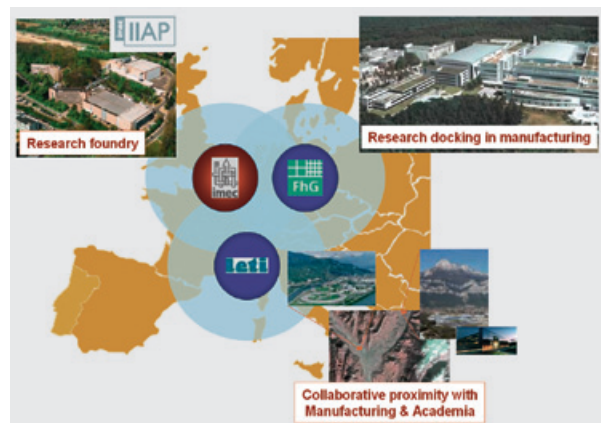 IIAP
Research foundry
Research docking in manufacturing
imec
FhG
leti
Collaborative proximity with
Manufacturing & Academia